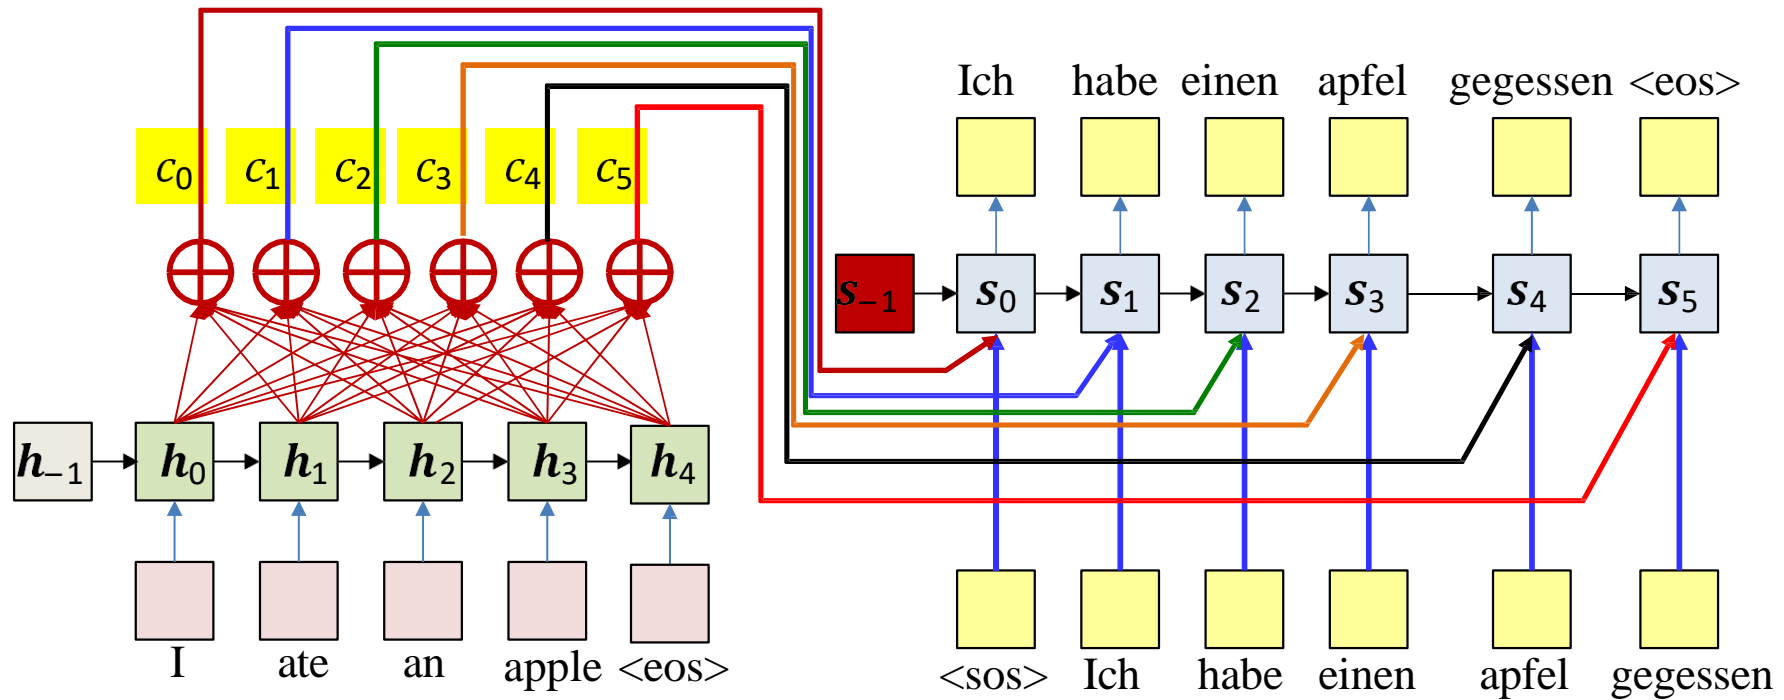 Ich habe einen apfel gegessen <eos>
c₀ c₁ c₂ c₃ c₄ c₅
s₋₁ s₀ s₁ s₂ s₃ s₄ s₅
h₋₁ h₀ h₁ h₂ h₃ h₄
I ate an apple <eos>
<sos> Ich habe einen apfel gegessen